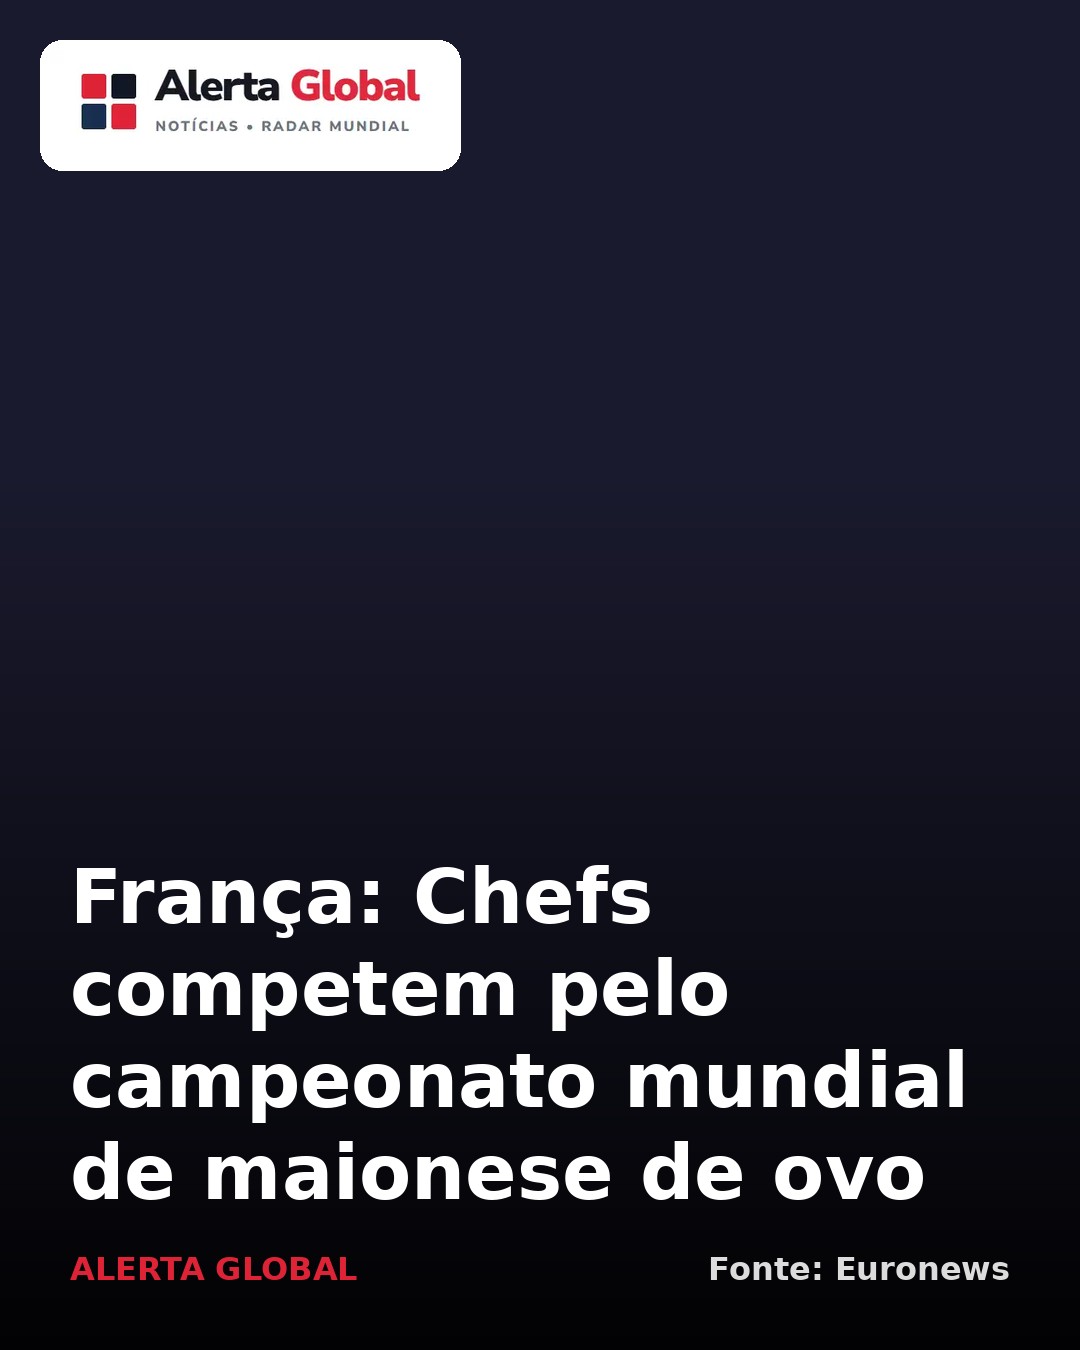 Alerta Global
NOTÍCIAS • RADAR MUNDIAL
França: Chefs
competem pelo
campeonato mundial
de maionese de ovo
ALERTA GLOBAL
Fonte: Euronews